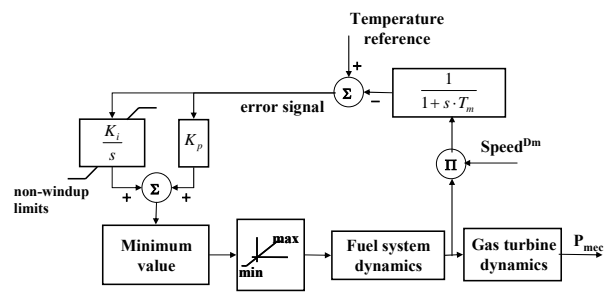 Temperature
reference
+
Σ
−
1
1 + s · T_m
error signal
K_i
s
K_p
Π
Speed^Dm
non-windup
limits
+
Σ
+
Minimum
value
max
min
Fuel system
dynamics
Gas turbine
dynamics
P_mec